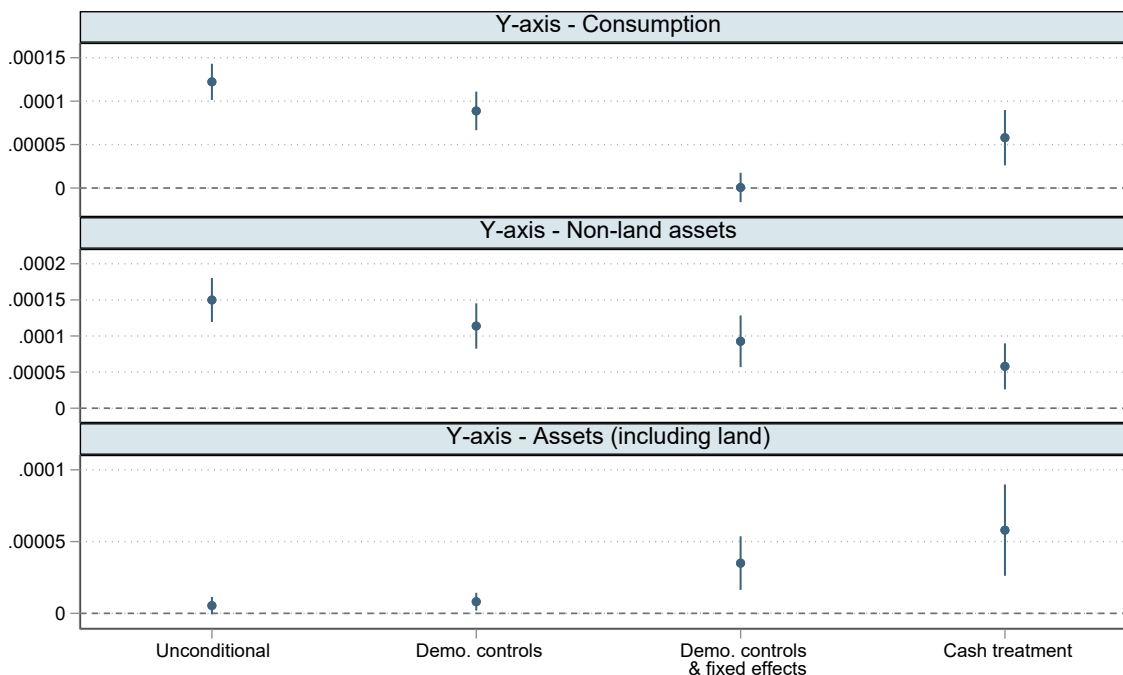 Y-axis - Consumption
.00015
.0001
.00005
0
Y-axis - Non-land assets
.0002
.00015
.0001
.00005
0
Y-axis - Assets (including land)
.0001
.00005
0
Unconditional
Demo. controls
Demo. controls
& fixed effects
Cash treatment